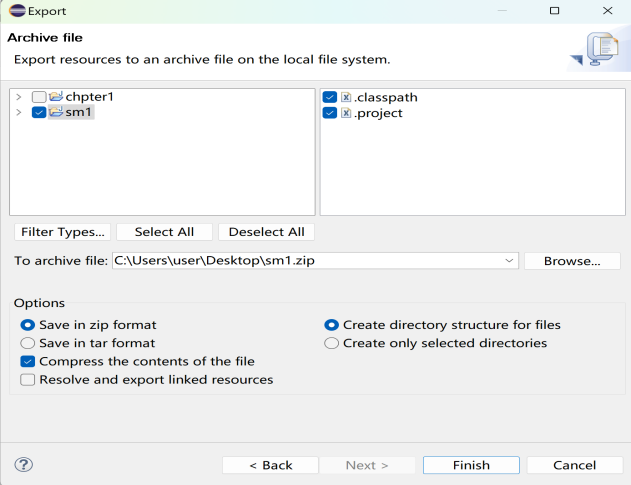 Export
Archive file
Export resources to an archive file on the local file system.
chpter1
sm1
.classpath
.project
Filter Types...
Select All
Deselect All
To archive file:
C:\Users\user\Desktop\sm1.zip
Browse...
Options
Save in zip format
Create directory structure for files
Save in tar format
Create only selected directories
Compress the contents of the file
Resolve and export linked resources
?
< Back
Next >
Finish
Cancel